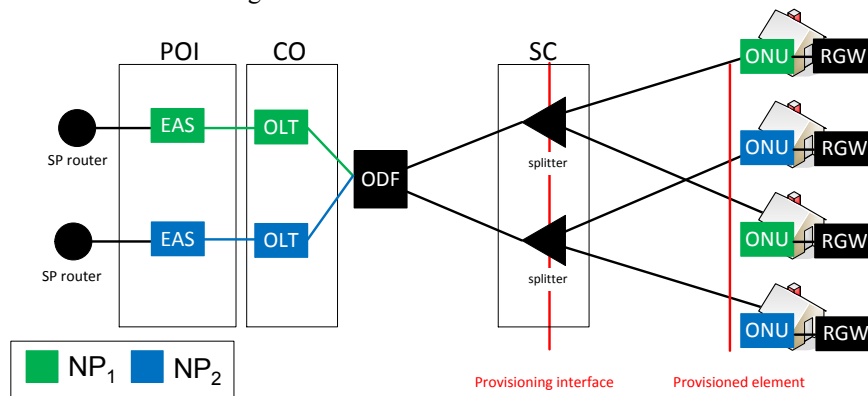 POI
CO
SC
ONU
RGW
EAS
OLT
SP router
splitter
ONU
RGW
ODF
EAS
OLT
SP router
splitter
ONU
RGW
ONU
RGW
NP1
NP2
Provisioning interface
Provisioned element